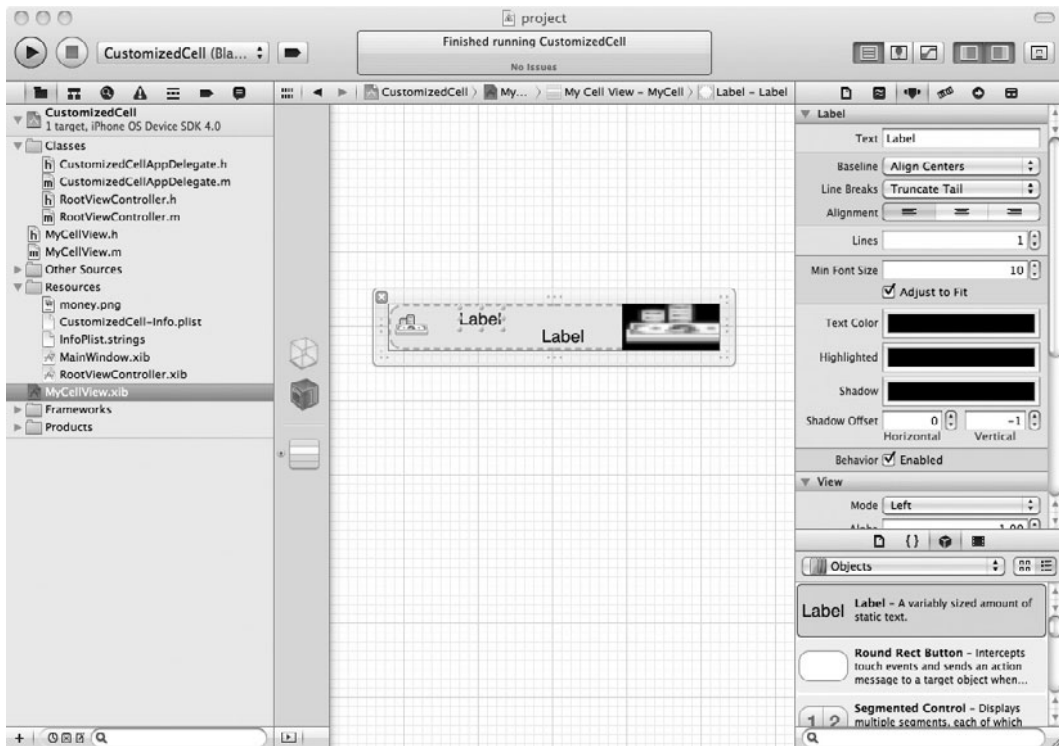 project
CustomizedCell (Bla...
Finished running CustomizedCell
No Issues
CustomizedCell
1 target, iPhone OS Device SDK 4.0
Classes
CustomizedCellAppDelegate.h
CustomizedCellAppDelegate.m
RootViewController.h
RootViewController.m
MyCellView.h
MyCellView.m
Other Sources
Resources
money.png
CustomizedCell-Info.plist
InfoPlist.strings
MainWindow.xib
RootViewController.xib
MyCellView.xib
Frameworks
Products
CustomizedCell
My...
My Cell View – MyCell
Label – Label
Label
Label
Label
Text Label
Baseline Align Centers
Line Breaks Truncate Tail
Alignment
Lines 1
Min Font Size 10
Adjust to Fit
Text Color
Highlighted
Shadow
Shadow Offset 0 -1
Horizontal Vertical
Behavior Enabled
View
Mode Left
Alpha 1.00
Objects
Label
Label – A variably sized amount of
static text.
Round Rect Button – Intercepts
touch events and sends an action
message to a target object when...
1 2
Segmented Control – Displays
multiple segments, each of which